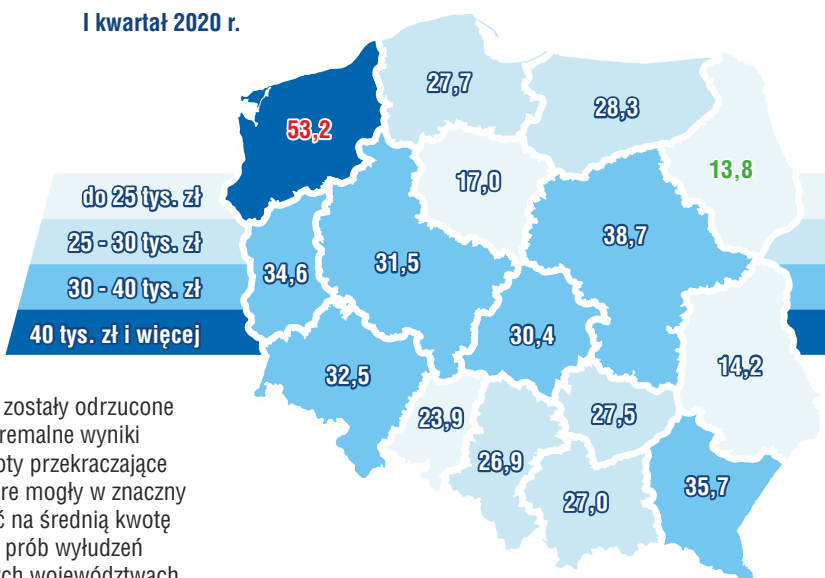 I kwartał 2020 r.
27,7
28,3
53,2
13,8
17,0
do 25 tys. zł
25 - 30 tys. zł
38,7
31,5
34,6
30 - 40 tys. zł
40 tys. zł i więcej
30,4
14,2
32,5
zostały odrzucone
23,9
27,5
remalne wyniki
oty przekraczające
26,9
35,7
re mogły w znaczny
27,0
ć na średnią kwotę
prób wyłudzeń
ych województwach